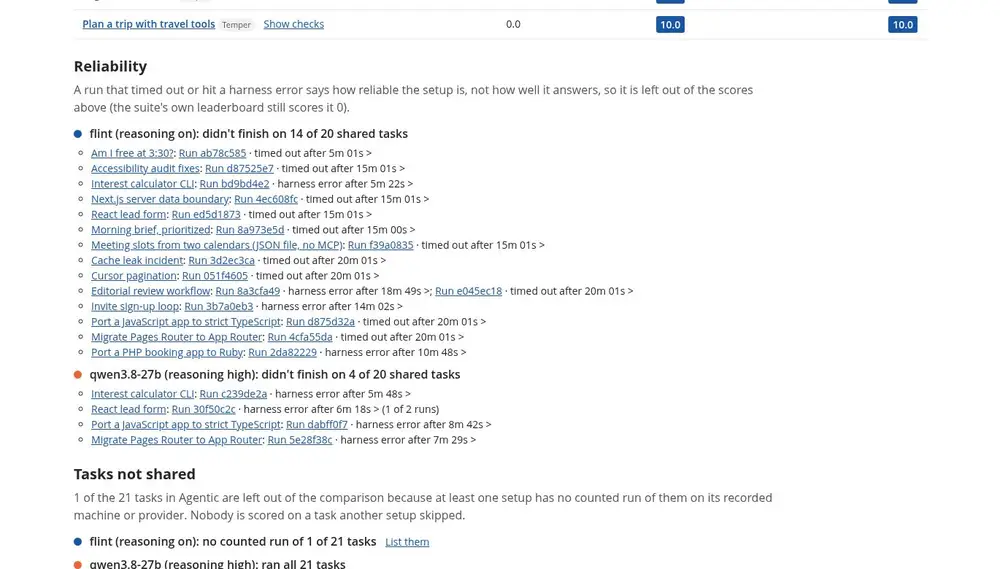 Plan a trip with travel tools Temper Show checks 0.0 10.0 10.0
Reliability
A run that timed out or hit a harness error says how reliable the setup is, not how well it answers, so it is left out of the scores
above (the suite's own leaderboard still scores it 0).
flint (reasoning on): didn't finish on 14 of 20 shared tasks
Am I free at 3:30?: Run ab78c585 · timed out after 5m 01s >
Accessibility audit fixes: Run d87525e7 · timed out after 15m 01s >
Interest calculator CLI: Run bd9bd4e2 · harness error after 5m 22s >
Next.js server data boundary: Run 4ec608fc · timed out after 15m 01s >
React lead form: Run ed5d1873 · timed out after 15m 01s >
Morning brief, prioritized: Run 8a973e5d · timed out after 15m 00s >
Meeting slots from two calendars (JSON file, no MCP): Run f39a0835 · timed out after 15m 01s >
Cache leak incident: Run 3d2ec3ca · timed out after 20m 01s >
Cursor pagination: Run 051f4605 · timed out after 20m 01s >
Editorial review workflow: Run 8a3cfa49 · harness error after 18m 49s >; Run e045ec18 · timed out after 20m 01s >
Invite sign-up loop: Run 3b7a0eb3 · harness error after 14m 02s >
Port a JavaScript app to strict TypeScript: Run d875d32a · timed out after 20m 01s >
Migrate Pages Router to App Router: Run 4cfa55da · timed out after 20m 01s >
Port a PHP booking app to Ruby: Run 2da82229 · harness error after 10m 48s >
qwen3.8-27b (reasoning high): didn't finish on 4 of 20 shared tasks
Interest calculator CLI: Run c239de2a · harness error after 5m 48s >
React lead form: Run 30f50c2c · harness error after 6m 18s > (1 of 2 runs)
Port a JavaScript app to strict TypeScript: Run dabff0f7 · harness error after 8m 42s >
Migrate Pages Router to App Router: Run 5e28f38c · harness error after 7m 29s >
Tasks not shared
1 of the 21 tasks in Agentic are left out of the comparison because at least one setup has no counted run of them on its recorded
machine or provider. Nobody is scored on a task another setup skipped.
flint (reasoning on): no counted run of 1 of 21 tasks List them
qwen3.8-27b (reasoning high): ran all 21 tasks